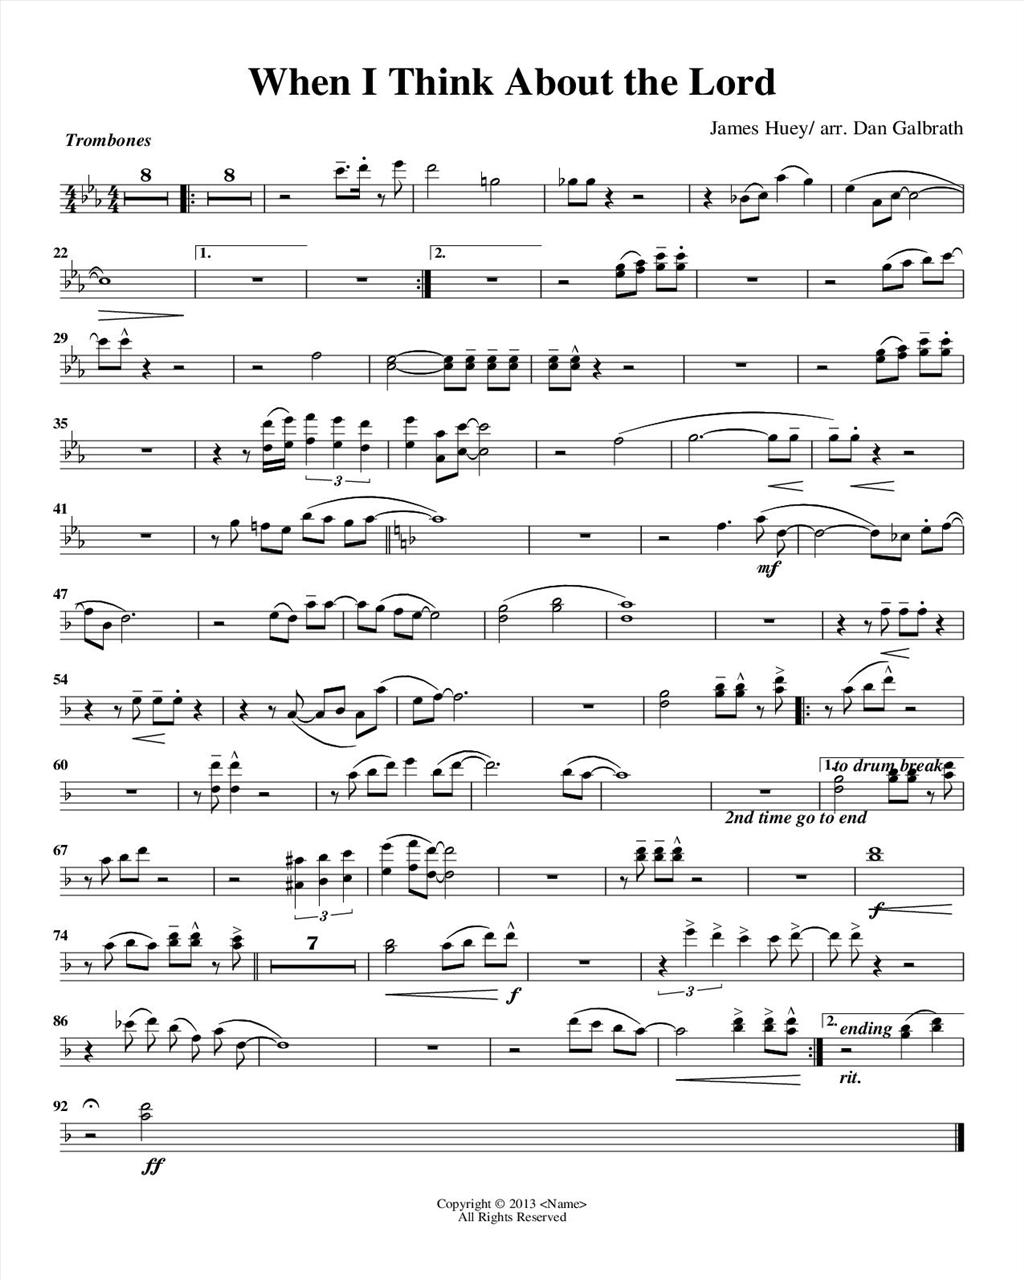 When I Think About the Lord
James Huey/ arr. Dan Galbrath
Trombones
4/4 4/4 8 8
22 1. 2.
29
35 3
41 mf
47
54
60 1. to drum break
2nd time go to end
67 3
f
74 7 3
f
86 2. ending
rit.
92
ff
Copyright © 2013 <Name>
All Rights Reserved